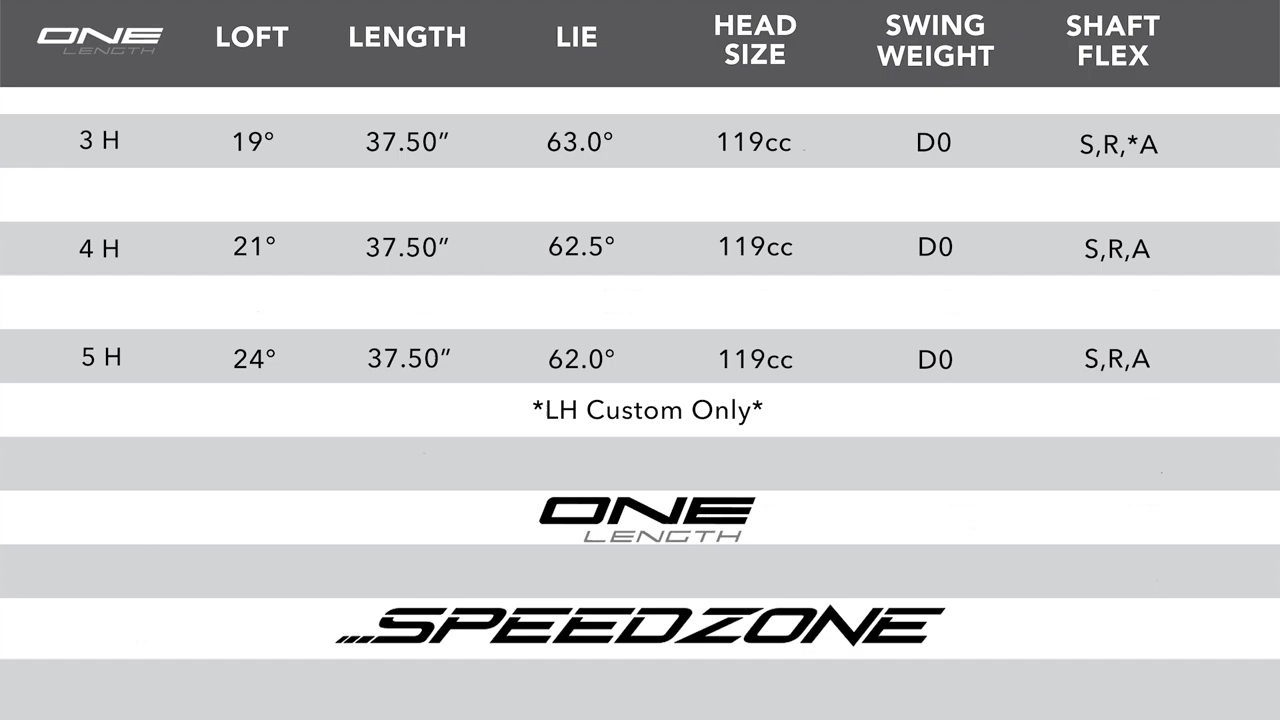 ONE LENGTH LOFT LENGTH LIE HEAD SIZE SWING WEIGHT SHAFT FLEX
3 H 19° 37.50” 63.0° 119cc D0 S,R,*A
4 H 21° 37.50” 62.5° 119cc D0 S,R,A
5 H 24° 37.50” 62.0° 119cc D0 S,R,A
*LH Custom Only*
ONE
LENGTH
SPEEDZONE